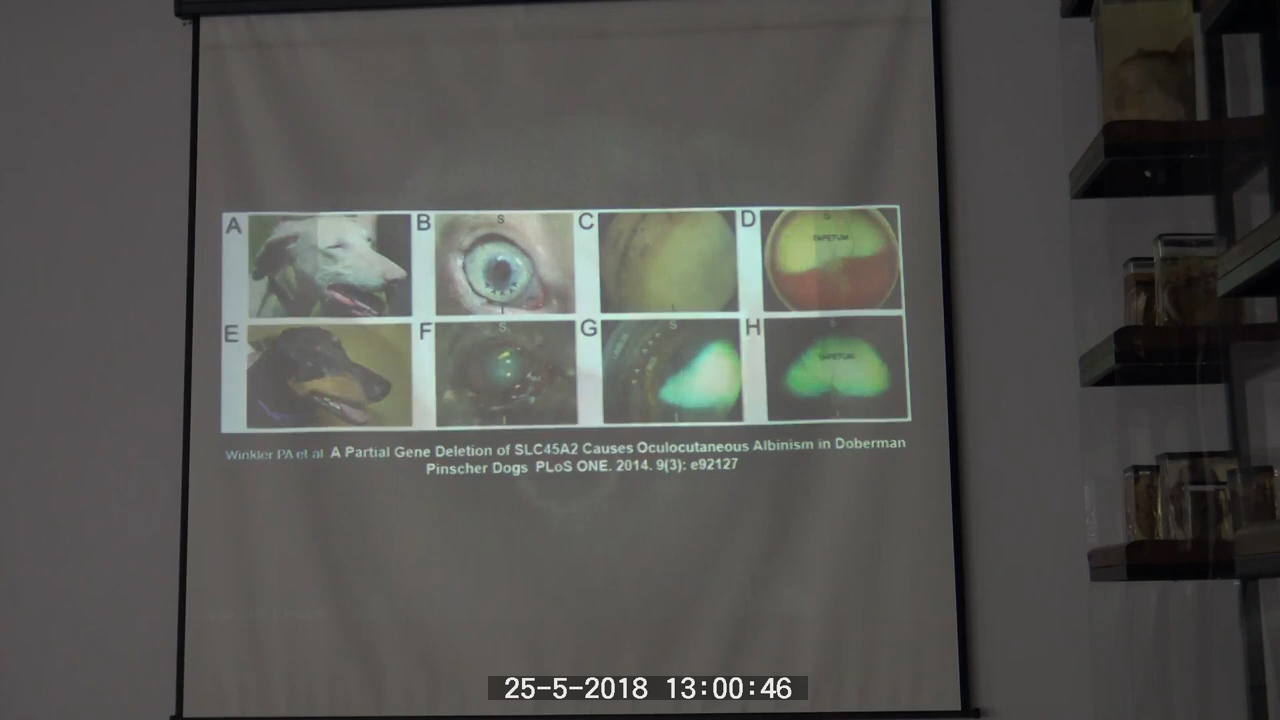 A
B
S
I
C
I
D
S
TAPETUM
E
F
S
I
G
S
I
H
S
TAPETUM
I
Winkler PA et al A Partial Gene Deletion of SLC45A2 Causes Oculocutaneous Albinism in Doberman
Pinscher Dogs PLoS ONE. 2014. 9(3): e92127
25-5-2018 13:00:46